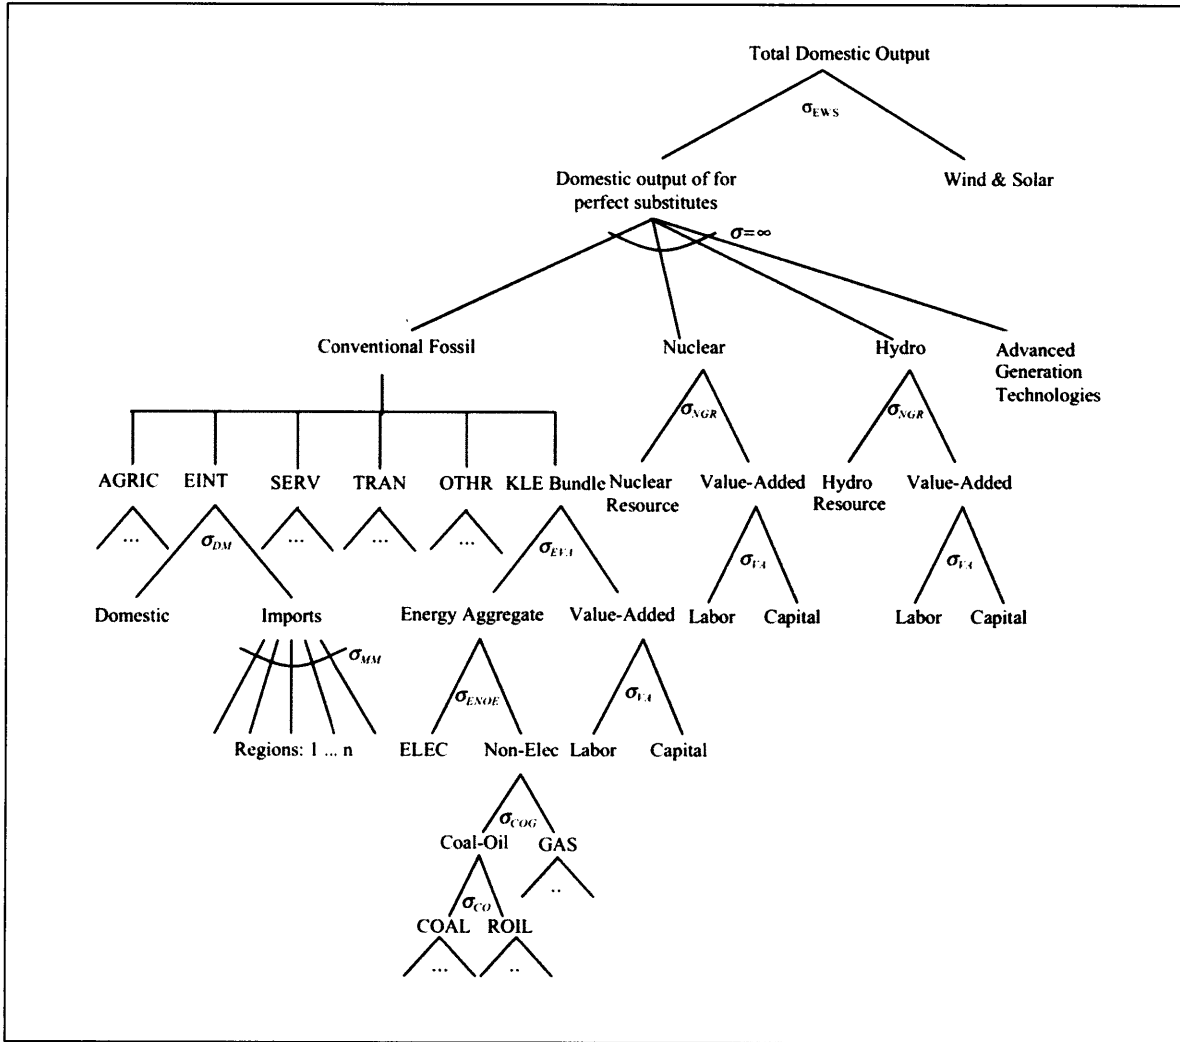 Total Domestic Output
σEWS
Domestic output of for
perfect substitutes
Wind & Solar
σ=∞
Conventional Fossil
Nuclear
Hydro
Advanced
Generation
Technologies
σNGR
σNGR
AGRIC
EINT
SERV
TRAN
OTHR
KLE Bundle
Nuclear
Resource
Value-Added
Hydro
Resource
Value-Added
...
σDM
...
...
...
σEVA
σVA
σVA
Domestic
Imports
Energy Aggregate
Value-Added
Labor
Capital
Labor
Capital
σMM
σENOE
σVA
Regions: 1 ... n
ELEC
Non-Elec
Labor
Capital
σCOG
Coal-Oil
GAS
..
σCO
COAL
ROIL
...
..